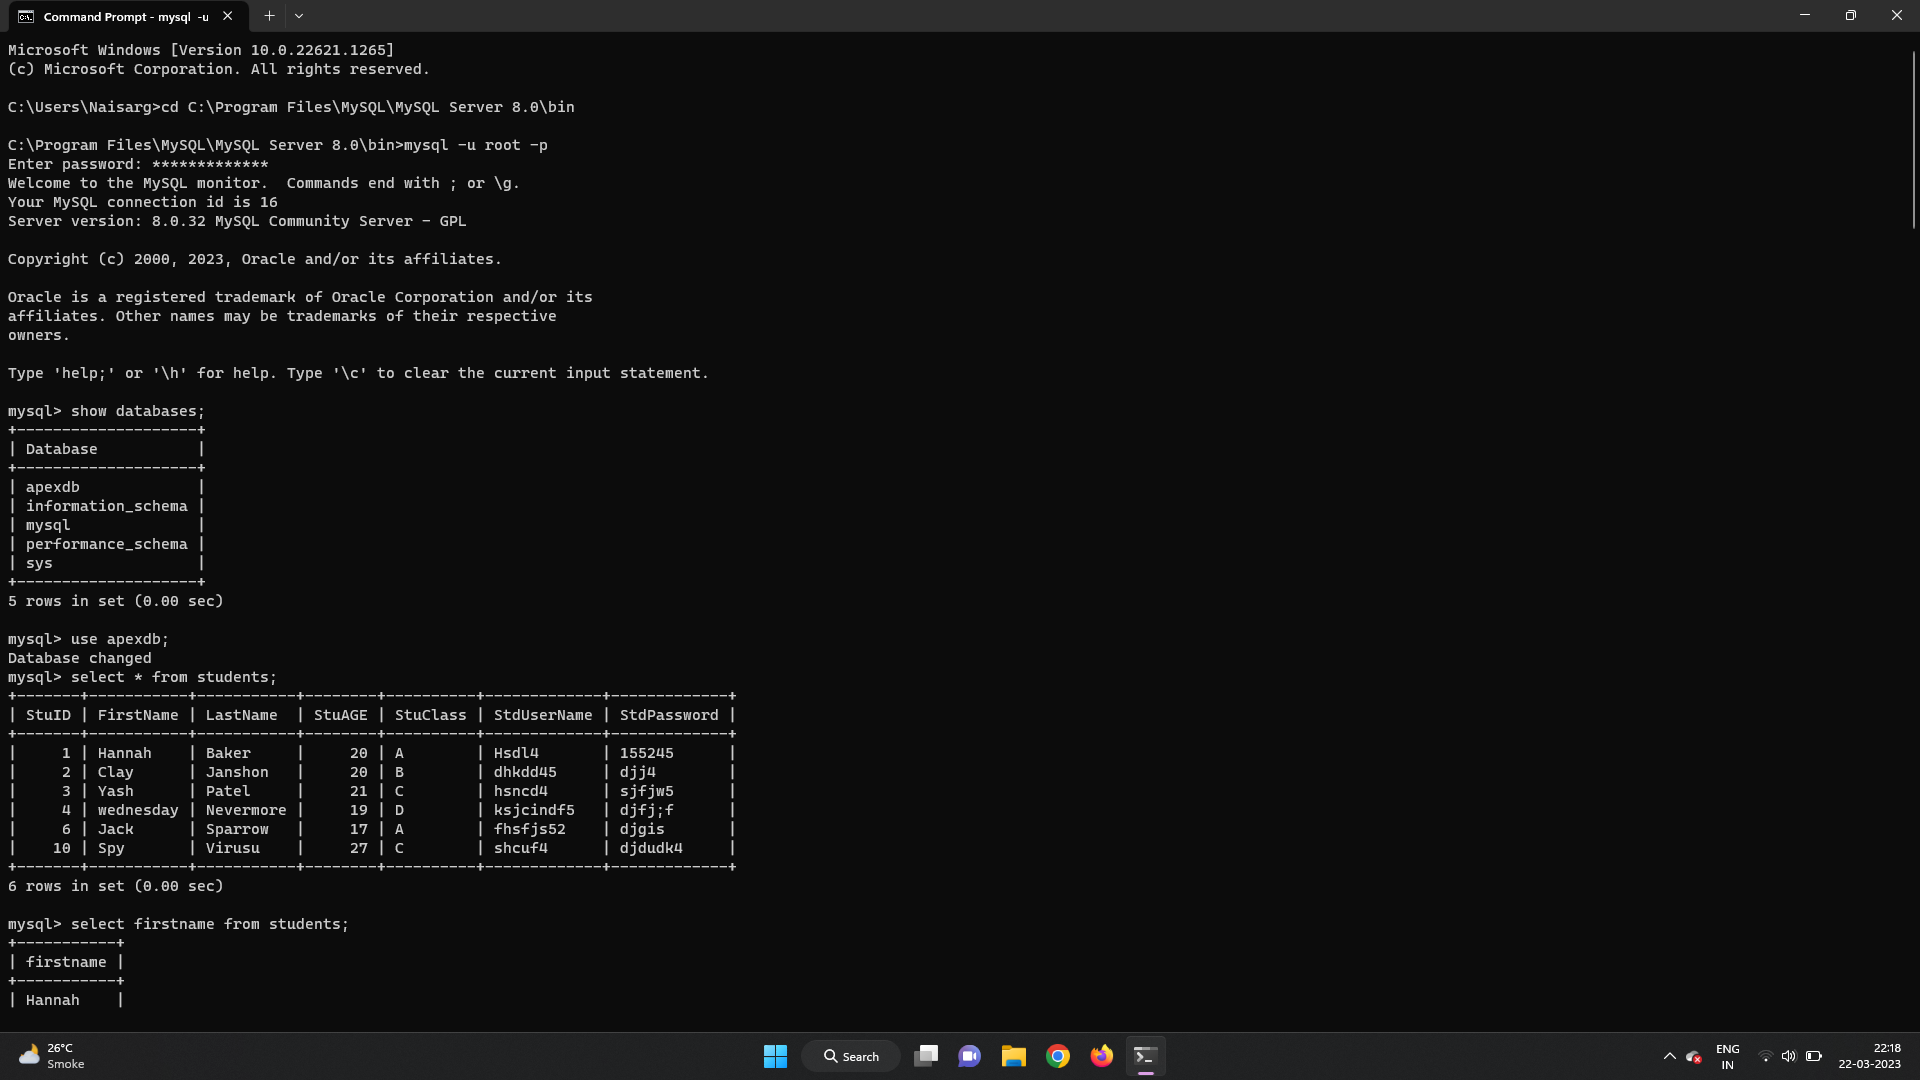 Command Prompt - mysql -u
Microsoft Windows [Version 10.0.22621.1265]
(c) Microsoft Corporation. All rights reserved.
C:\Users\Naisarg>cd C:\Program Files\MySQL\MySQL Server 8.0\bin
C:\Program Files\MySQL\MySQL Server 8.0\bin>mysql -u root -p
Enter password: *************
Welcome to the MySQL monitor.  Commands end with ; or \g.
Your MySQL connection id is 16
Server version: 8.0.32 MySQL Community Server - GPL
Copyright (c) 2000, 2023, Oracle and/or its affiliates.
Oracle is a registered trademark of Oracle Corporation and/or its
affiliates. Other names may be trademarks of their respective
owners.
Type 'help;' or '\h' for help. Type '\c' to clear the current input statement.
mysql> show databases;
+--------------------+
| Database           |
+--------------------+
| apexdb             |
| information_schema |
| mysql              |
| performance_schema |
| sys                |
+--------------------+
5 rows in set (0.00 sec)
mysql> use apexdb;
Database changed
mysql> select * from students;
+-------+-----------+-----------+--------+----------+-------------+-------------+
| StuID | FirstName | LastName  | StuAGE | StuClass | StdUserName | StdPassword |
+-------+-----------+-----------+--------+----------+-------------+-------------+
|     1 | Hannah    | Baker     |     20 | A        | Hsdl4       | 155245      |
|     2 | Clay      | Janshon   |     20 | B        | dhkdd45     | djj4        |
|     3 | Yash      | Patel     |     21 | C        | hsncd4      | sjfjw5      |
|     4 | wednesday | Nevermore |     19 | D        | ksjcindf5   | djfj;f      |
|     6 | Jack      | Sparrow   |     17 | A        | fhsfjs52    | djgis       |
|    10 | Spy       | Virusu    |     27 | C        | shcuf4      | djdudk4     |
+-------+-----------+-----------+--------+----------+-------------+-------------+
6 rows in set (0.00 sec)
mysql> select firstname from students;
+-----------+
| firstname |
+-----------+
| Hannah    |
26°C
Smoke
Search
ENG
IN
22:18
22-03-2023